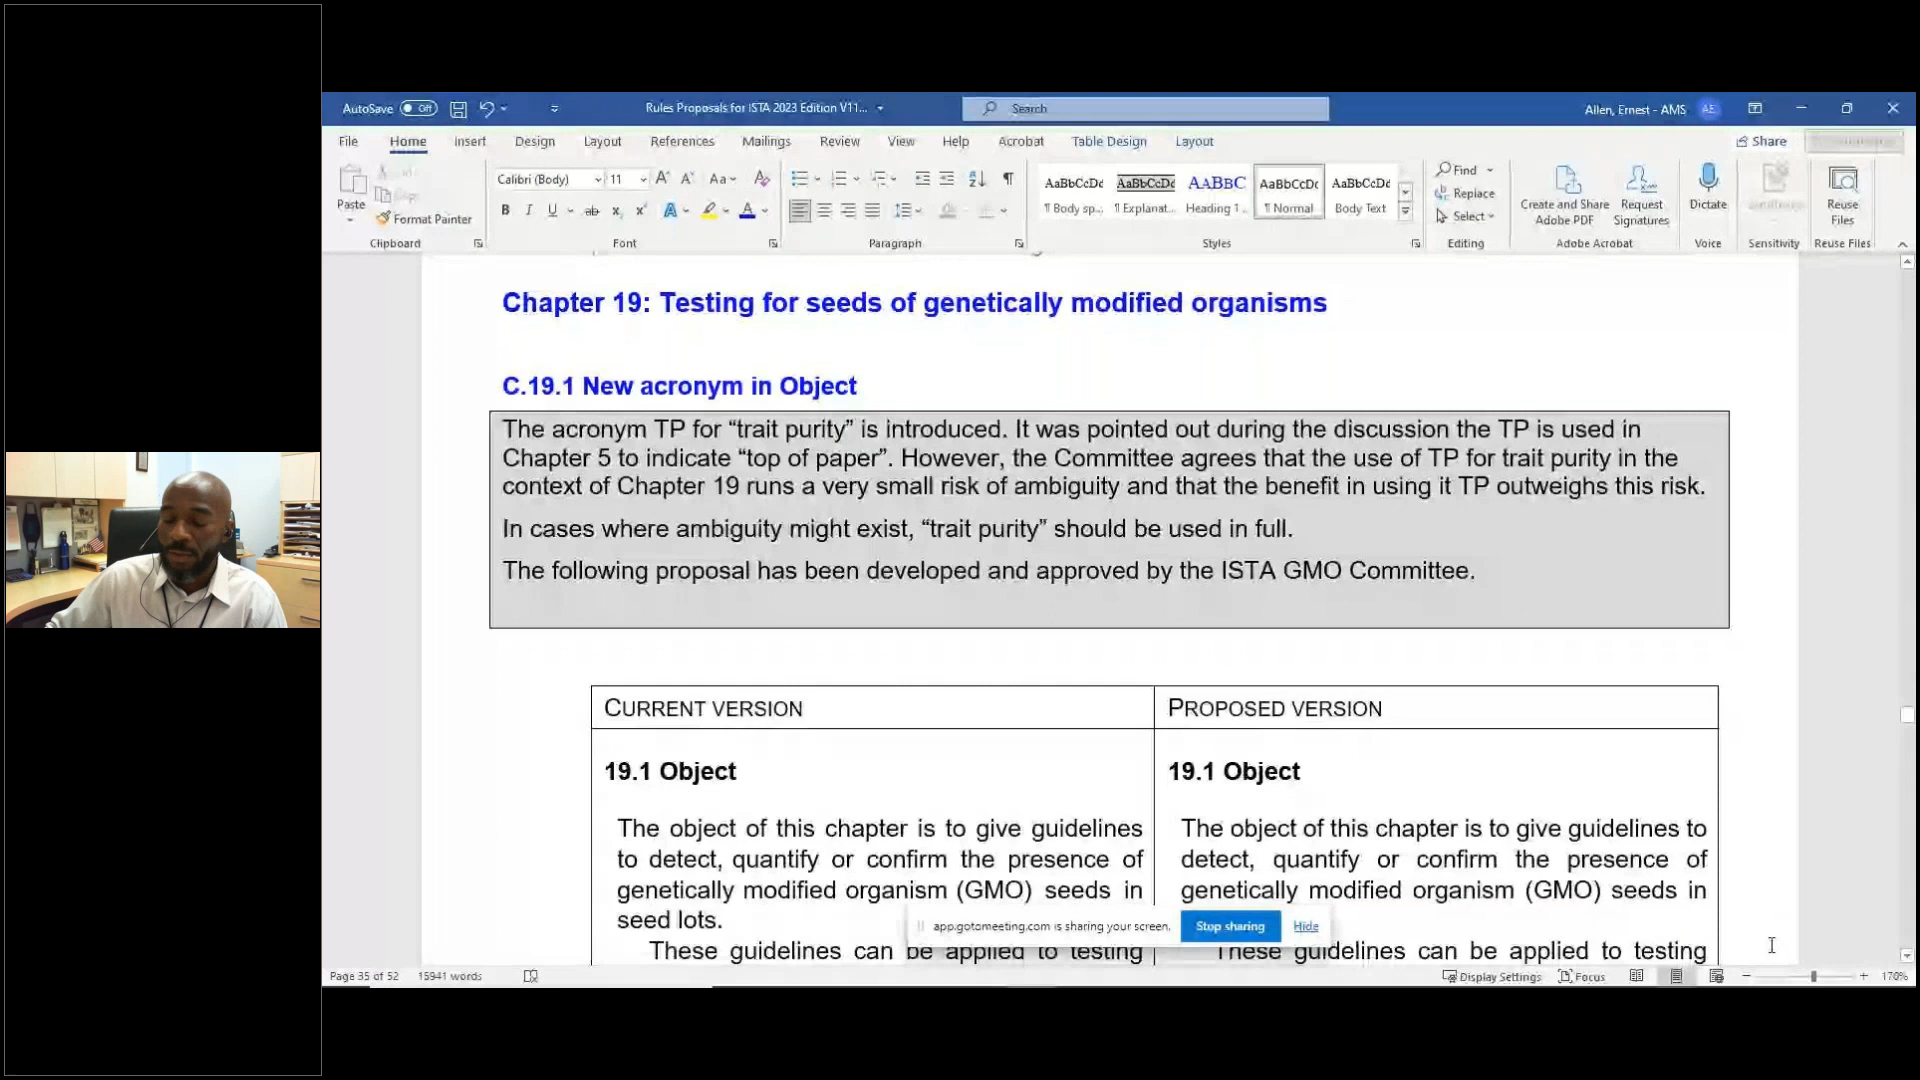 AutoSave Off
Rules Proposals for ISTA 2023 Edition V11...
Search
Allen, Ernest - AMS AE
File Home Insert Design Layout References Mailings Review View Help Acrobat Table Design Layout
Share
Paste
Format Painter
Clipboard
Calibri (Body) 11
Font
Paragraph
AaBbCcDc AaBbCcDc AABBC AaBbCcDc AaBbCcDc
¶ Body sp... ¶ Explanat... Heading 1... ¶ Normal Body Text
Styles
Find
Replace
Select
Editing
Create and Share Adobe PDF
Request Signatures
Adobe Acrobat
Dictate
Voice
Sensitivity
Reuse Files
Reuse Files
Chapter 19: Testing for seeds of genetically modified organisms
C.19.1 New acronym in Object
The acronym TP for “trait purity” is introduced. It was pointed out during the discussion the TP is used in
Chapter 5 to indicate “top of paper”. However, the Committee agrees that the use of TP for trait purity in the
context of Chapter 19 runs a very small risk of ambiguity and that the benefit in using it TP outweighs this risk.
In cases where ambiguity might exist, “trait purity” should be used in full.
The following proposal has been developed and approved by the ISTA GMO Committee.
CURRENT VERSION
19.1 Object
The object of this chapter is to give guidelines
to detect, quantify or confirm the presence of
genetically modified organism (GMO) seeds in
seed lots.
These guidelines can be applied to testing
PROPOSED VERSION
19.1 Object
The object of this chapter is to give guidelines to
detect, quantify or confirm the presence of
genetically modified organism (GMO) seeds in
These guidelines can be applied to testing
app.gotomeeting.com is sharing your screen. Stop sharing Hide
Page 35 of 52 15941 words
Display Settings Focus 170%